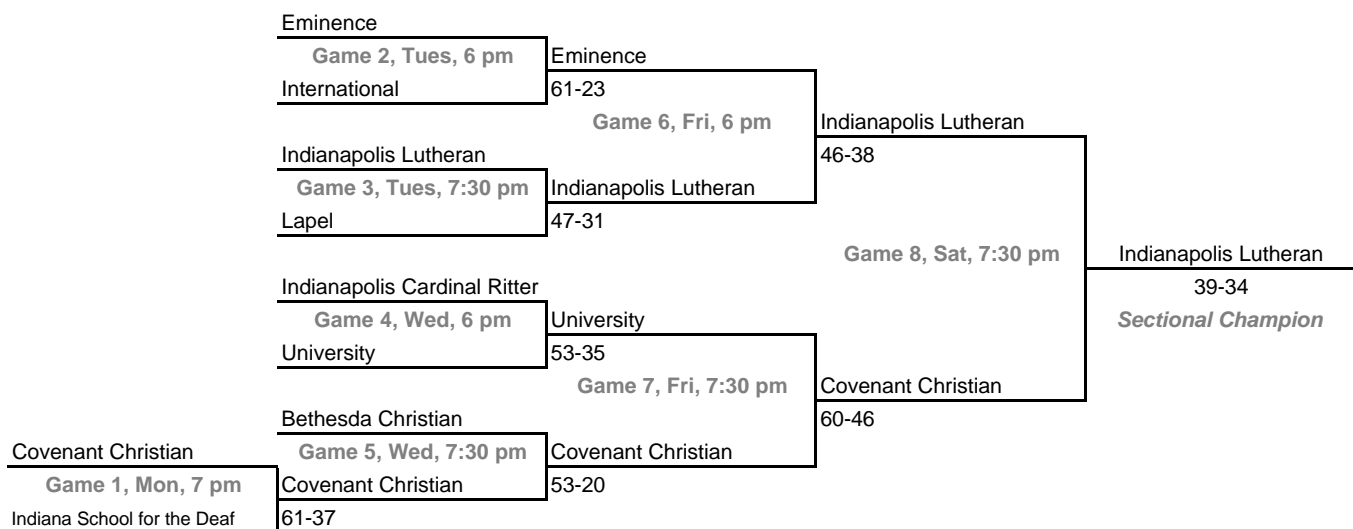 Eminence
Game 2, Tues, 6 pm
Eminence
International
61-23
Game 6, Fri, 6 pm
Indianapolis Lutheran
Indianapolis Lutheran
46-38
Game 3, Tues, 7:30 pm
Indianapolis Lutheran
Lapel
47-31
Game 8, Sat, 7:30 pm
Indianapolis Lutheran
Indianapolis Cardinal Ritter
39-34
Game 4, Wed, 6 pm
University
Sectional Champion
University
53-35
Game 7, Fri, 7:30 pm
Covenant Christian
Bethesda Christian
60-46
Covenant Christian
Game 5, Wed, 7:30 pm
Covenant Christian
Game 1, Mon, 7 pm
Covenant Christian
53-20
Indiana School for the Deaf
61-37